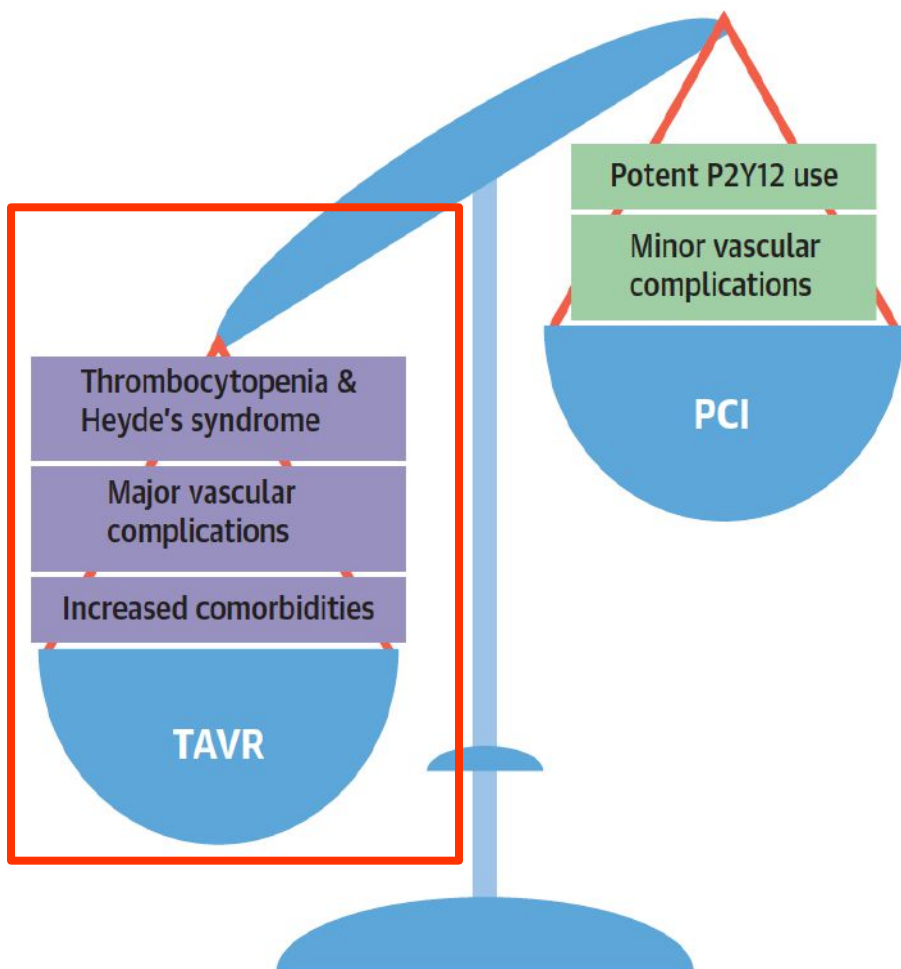 Potent P2Y12 use
Minor vascular
complications
PCI
Thrombocytopenia &
Heyde's syndrome
Major vascular
complications
Increased comorbidities
TAVR